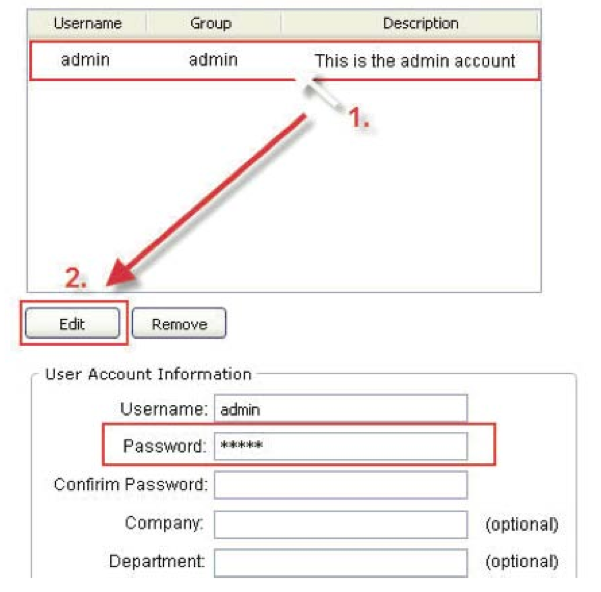 Username Group Description
admin admin This is the admin account
1.
2.
Edit Remove
User Account Information
Username: admin
Password: *****
Confirim Password:
Company: (optional)
Department: (optional)